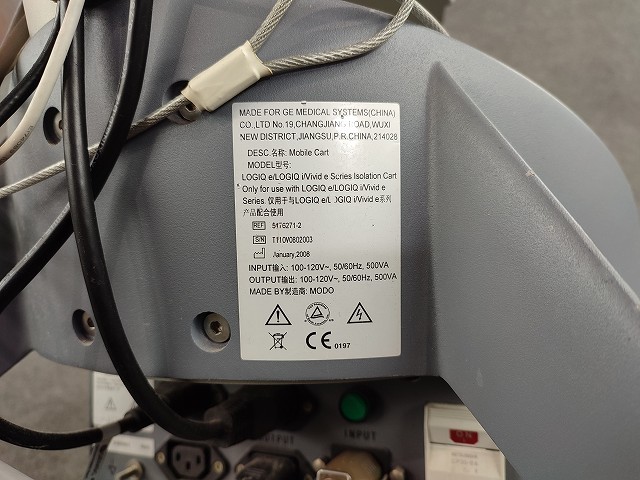 MADE FOR GE MEDICAL SYSTEMS(CHINA)
CO.,LTD No.19,CHANGJIANG ROAD,WUXI
NEW DISTRICT,JIANGSU,P.R.CHINA,214028
DESC.名称: Mobile Cart
MODEL型号:
LOGIQ e/LOGIQ i/Vivid e Series Isolation Cart
Only for use with LOGIQ e/LOGIQ i/Vivid e
Series. 仅用于与LOGIQ e/LOGIQ i/Vivid e系列
产品配合使用
REF 5176271-2
S/N T110V0802003
January,2008
INPUT输入: 100-120V~, 50/60Hz, 500VA
OUTPUT输出: 100-120V~, 50/60Hz, 500VA
MADE BY制造商: MODO
CE 0197
OUTPUT INPUT
ON